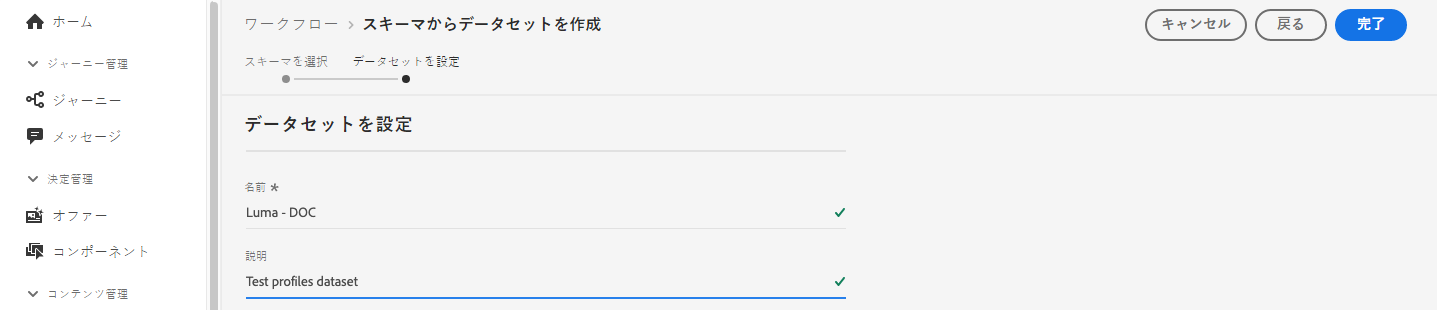 ホーム
ジャーニー管理
ジャーニー
メッセージ
決定管理
オファー
コンポーネント
コンテンツ管理
ワークフロー > スキーマからデータセットを作成
キャンセル
戻る
完了
スキーマを選択
データセットを設定
データセットを設定
名前 *
Luma - DOC
説明
Test profiles dataset